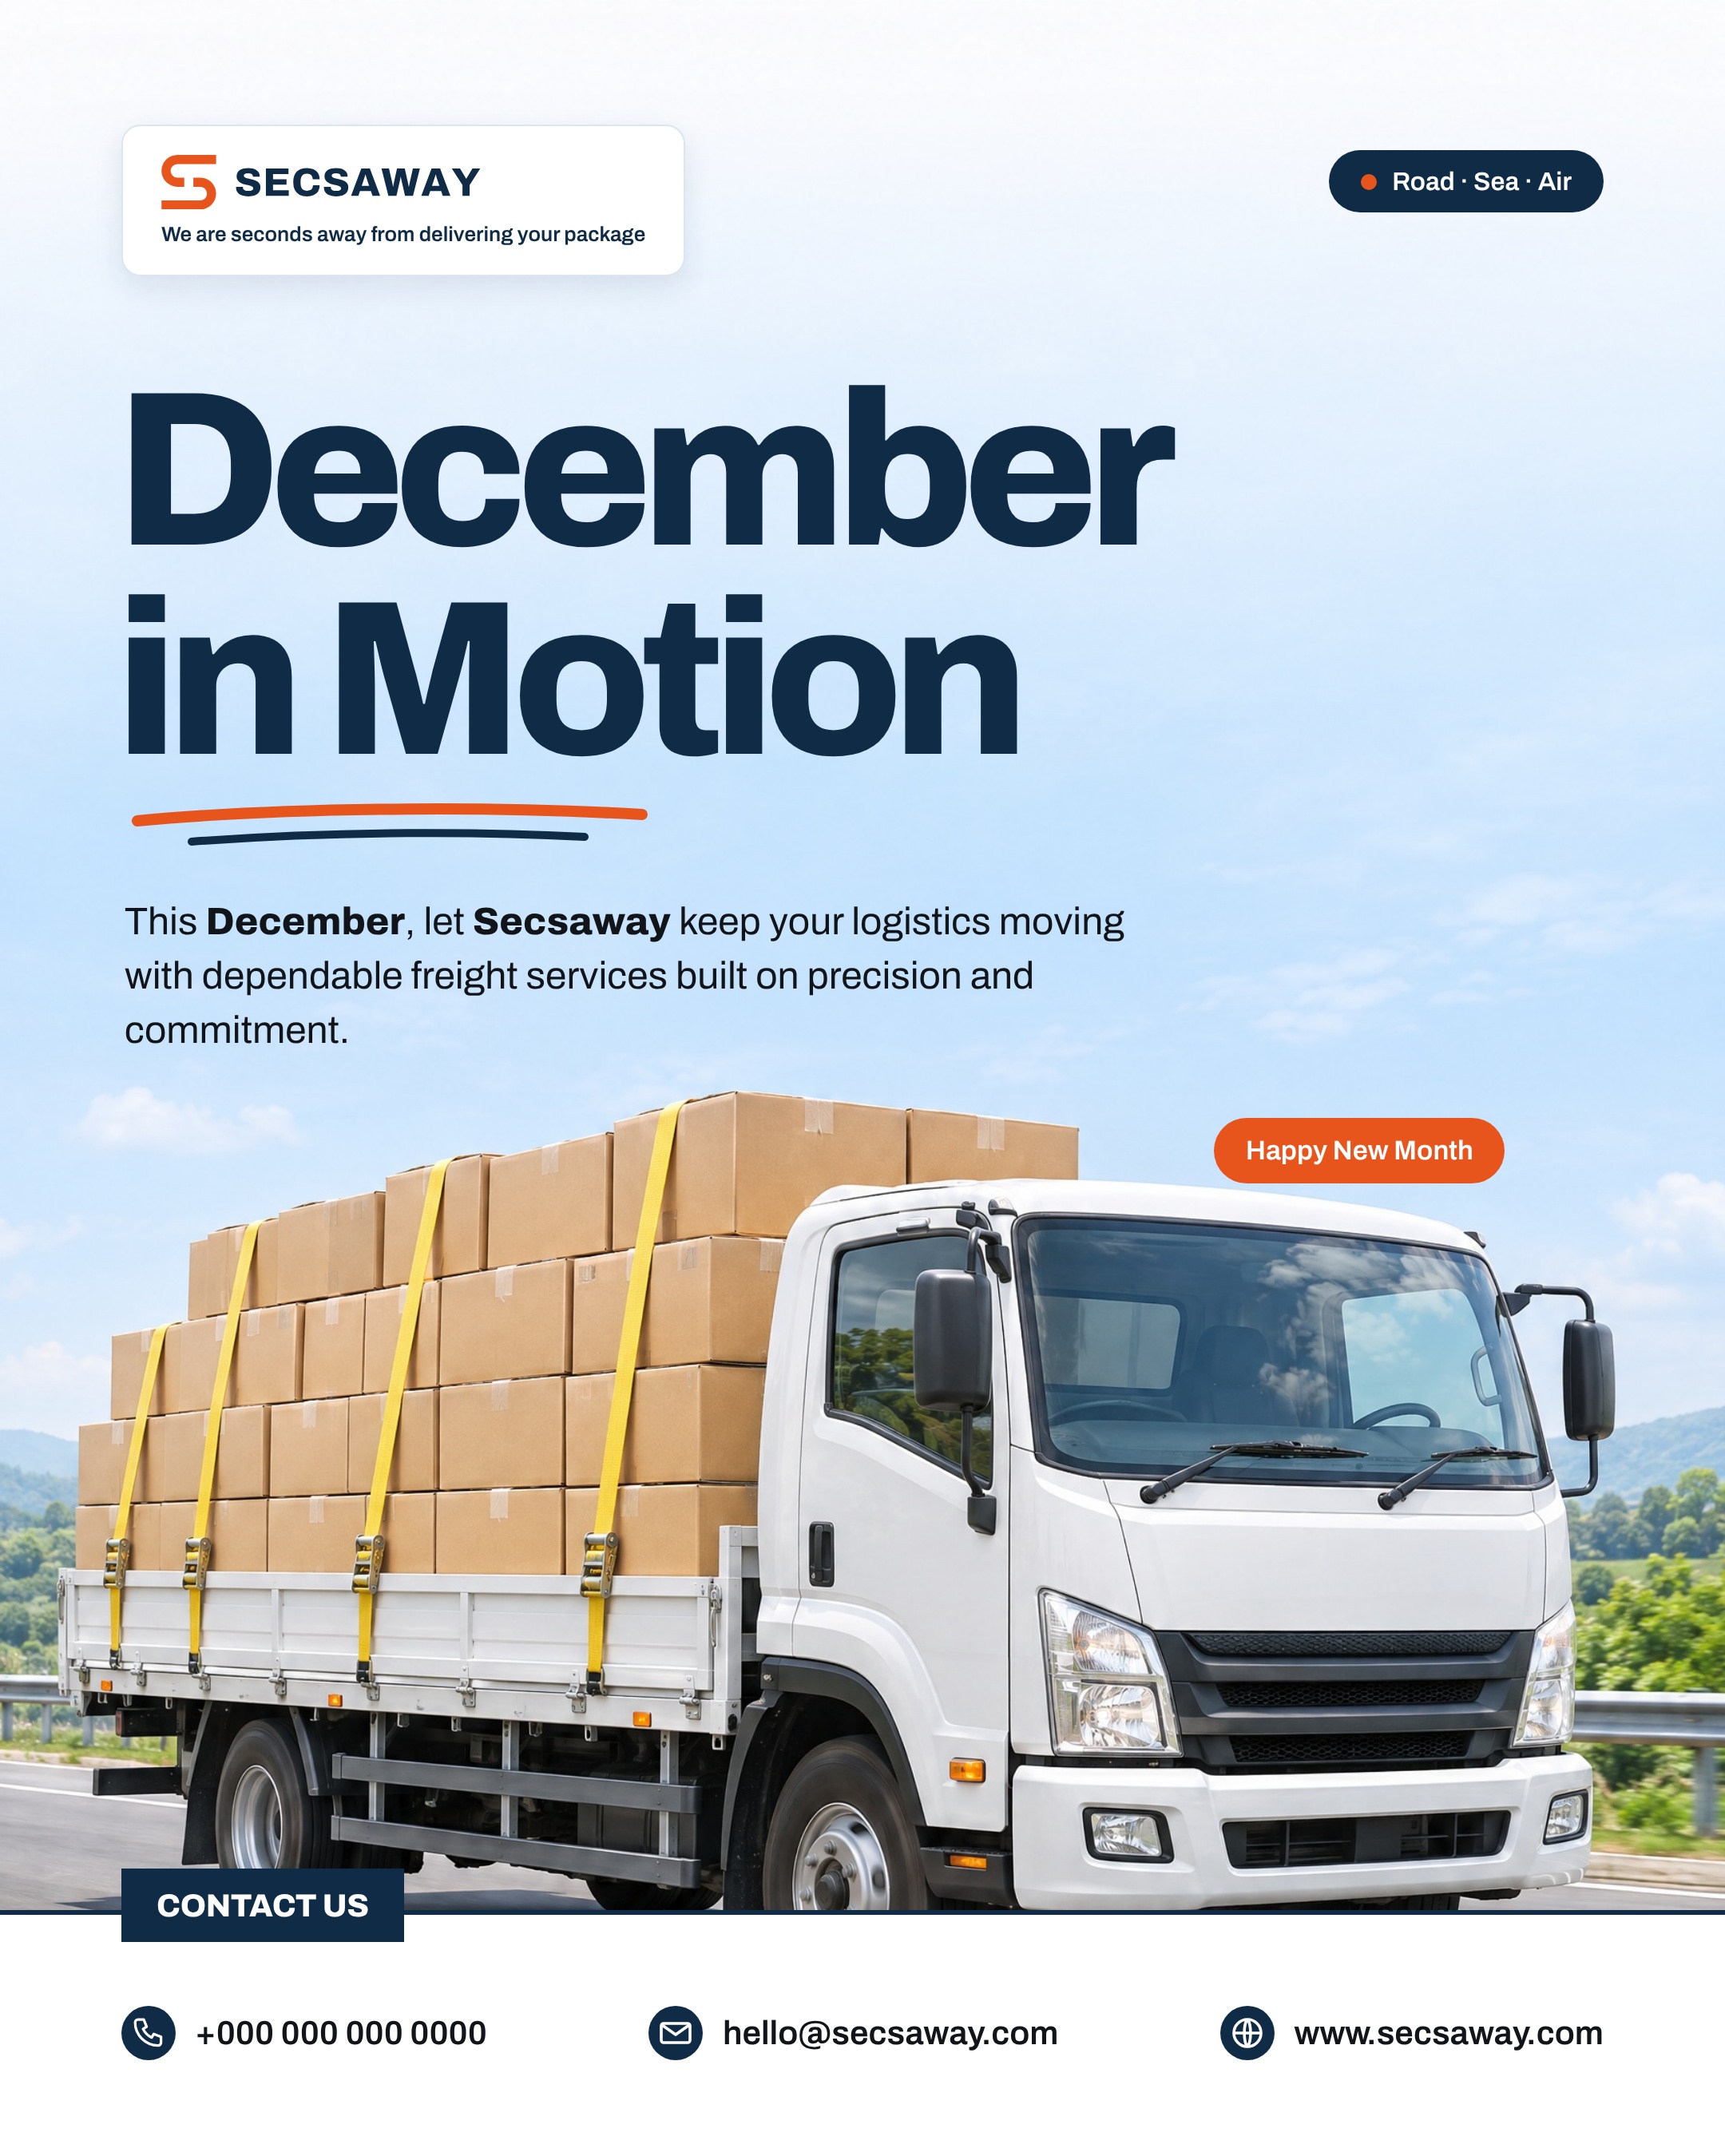 SECSAWAY
We are seconds away from delivering your package
Road · Sea · Air
December
in Motion
This December, let Secsaway keep your logistics moving
with dependable freight services built on precision and
commitment.
Happy New Month
CONTACT US
+000 000 000 0000
hello@secsaway.com
www.secsaway.com